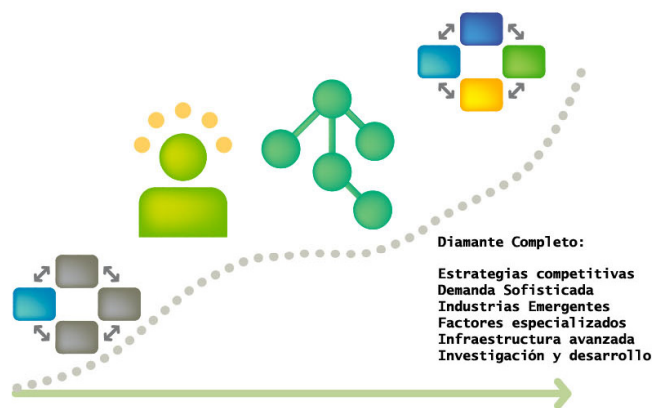 Diamante Completo:
Estrategias competitivas
Demanda Sofisticada
Industrias Emergentes
Factores especializados
Infraestructura avanzada
Investigación y desarrollo